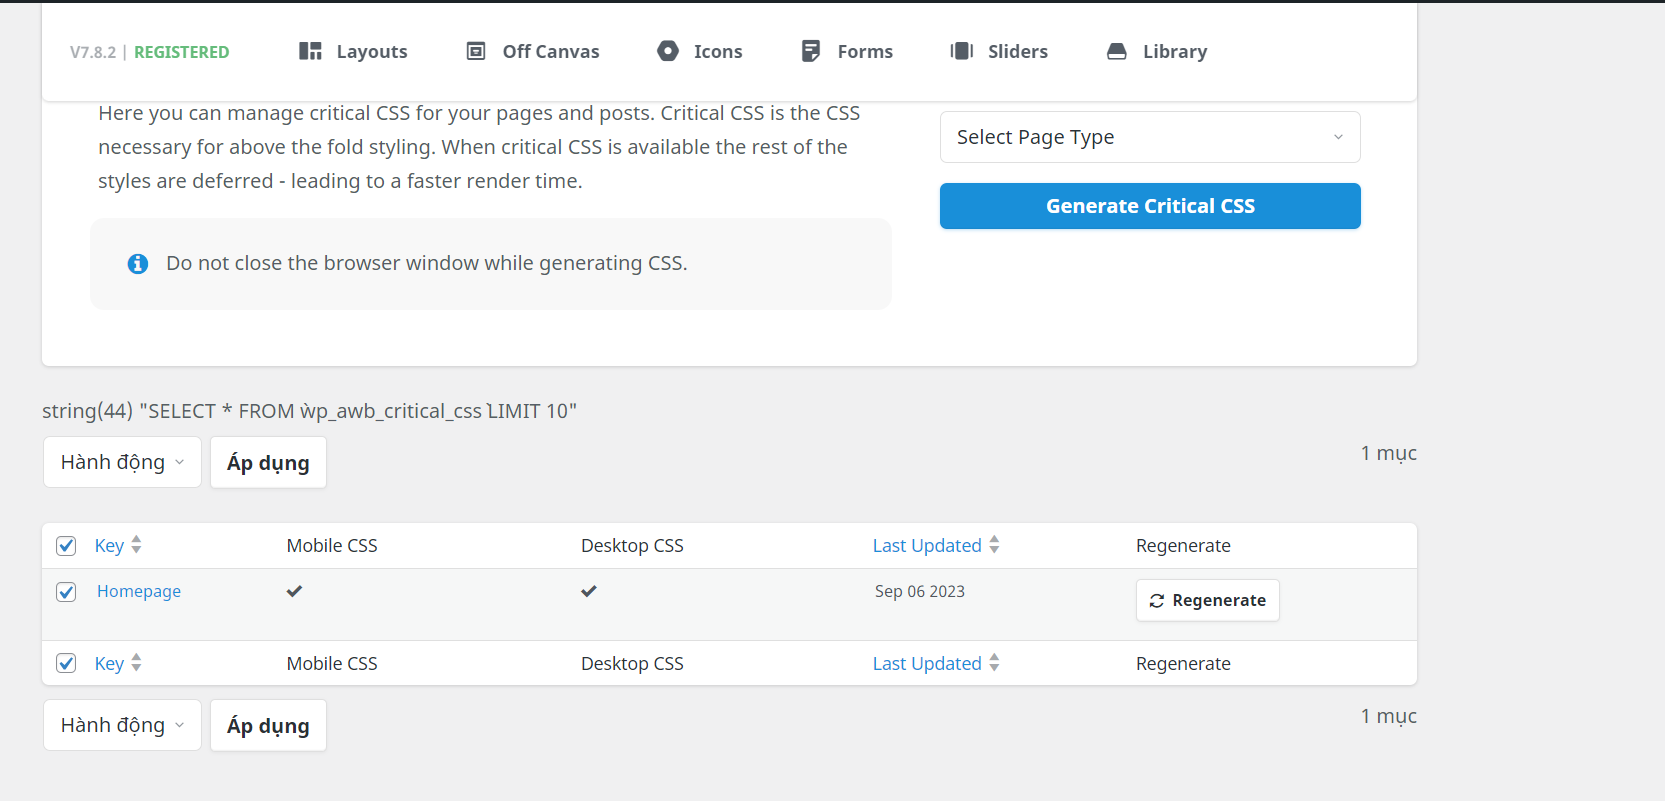 V7.8.2 | REGISTERED Layouts Off Canvas Icons Forms Sliders Library
Here you can manage critical CSS for your pages and posts. Critical CSS is the CSS
necessary for above the fold styling. When critical CSS is available the rest of the
styles are deferred - leading to a faster render time.
Select Page Type
Generate Critical CSS
Do not close the browser window while generating CSS.
string(44) "SELECT * FROM `wp_awb_critical_css` LIMIT 10"
Hành động Áp dụng 1 mục
Key Mobile CSS Desktop CSS Last Updated Regenerate
Homepage Sep 06 2023 Regenerate
Key Mobile CSS Desktop CSS Last Updated Regenerate
Hành động Áp dụng 1 mục